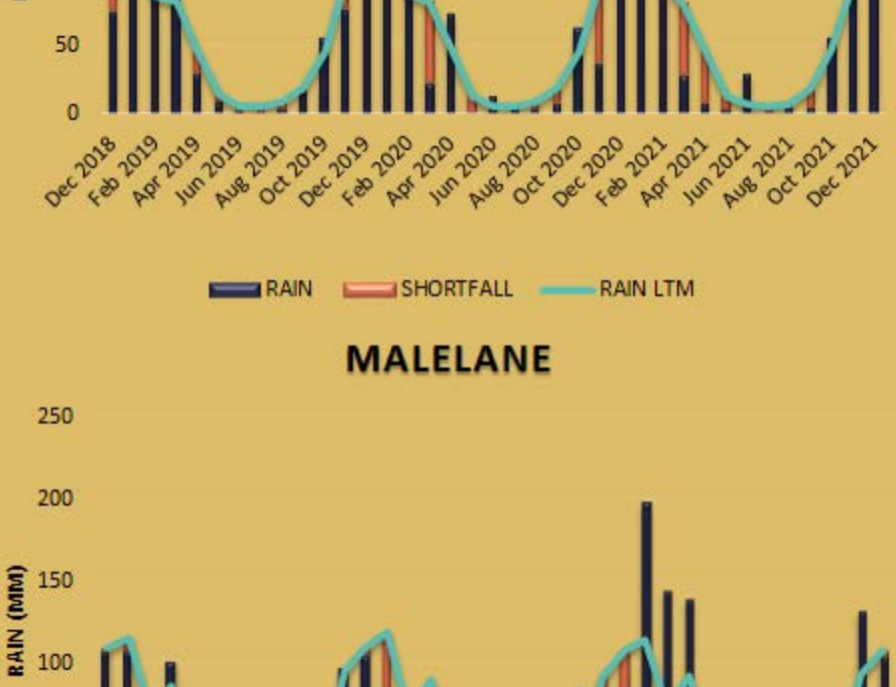 50
0
Dec 2018 Feb 2019 Apr 2019 Jun 2019 Aug 2019 Oct 2019 Dec 2019 Feb 2020 Apr 2020 Jun 2020 Aug 2020 Oct 2020 Dec 2020 Feb 2021 Apr 2021 Jun 2021 Aug 2021 Oct 2021 Dec 2021
RAIN SHORTFALL RAIN LTM
MALELANE
250
200
150
100
RAIN (MM)